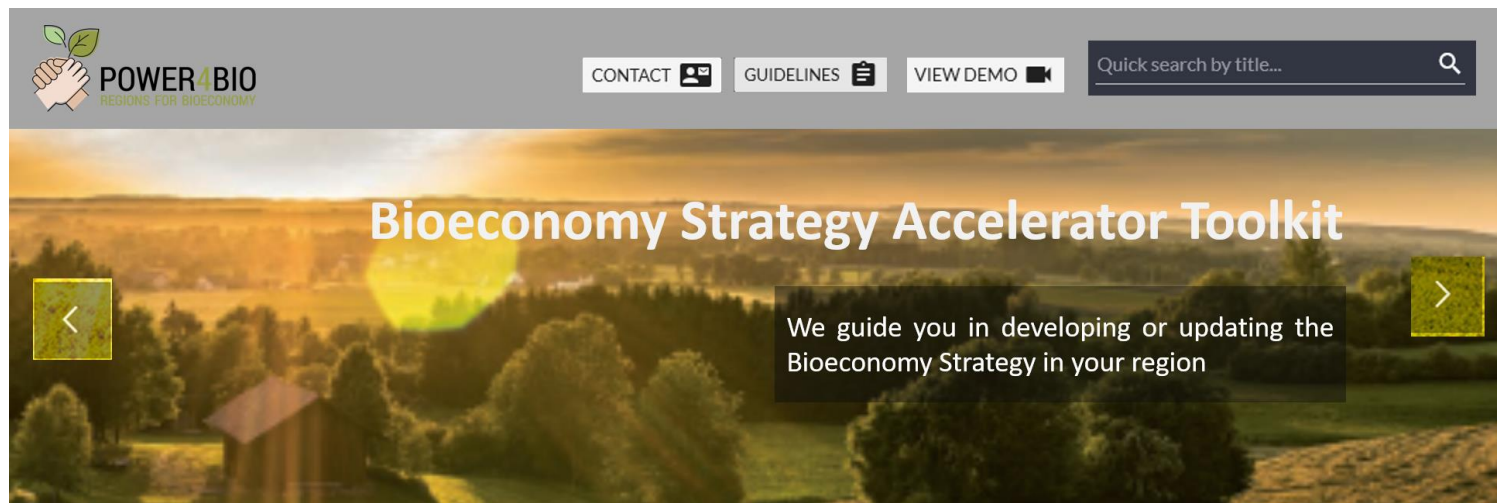 POWER4BIO
REGIONS FOR BIOECONOMY
CONTACT
GUIDELINES
VIEW DEMO
Quick search by title...
Bioeconomy Strategy Accelerator Toolkit
We guide you in developing or updating the
Bioeconomy Strategy in your region